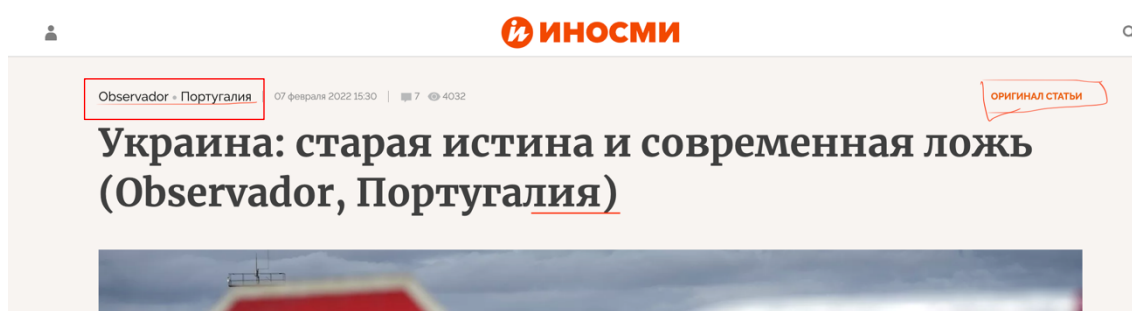 ИНОСМИ
Observador • Португалия | 07 февраля 2022 15:30 | 7 4032
ОРИГИНАЛ СТАТЬИ
Украина: старая истина и современная ложь
(Observador, Португалия)